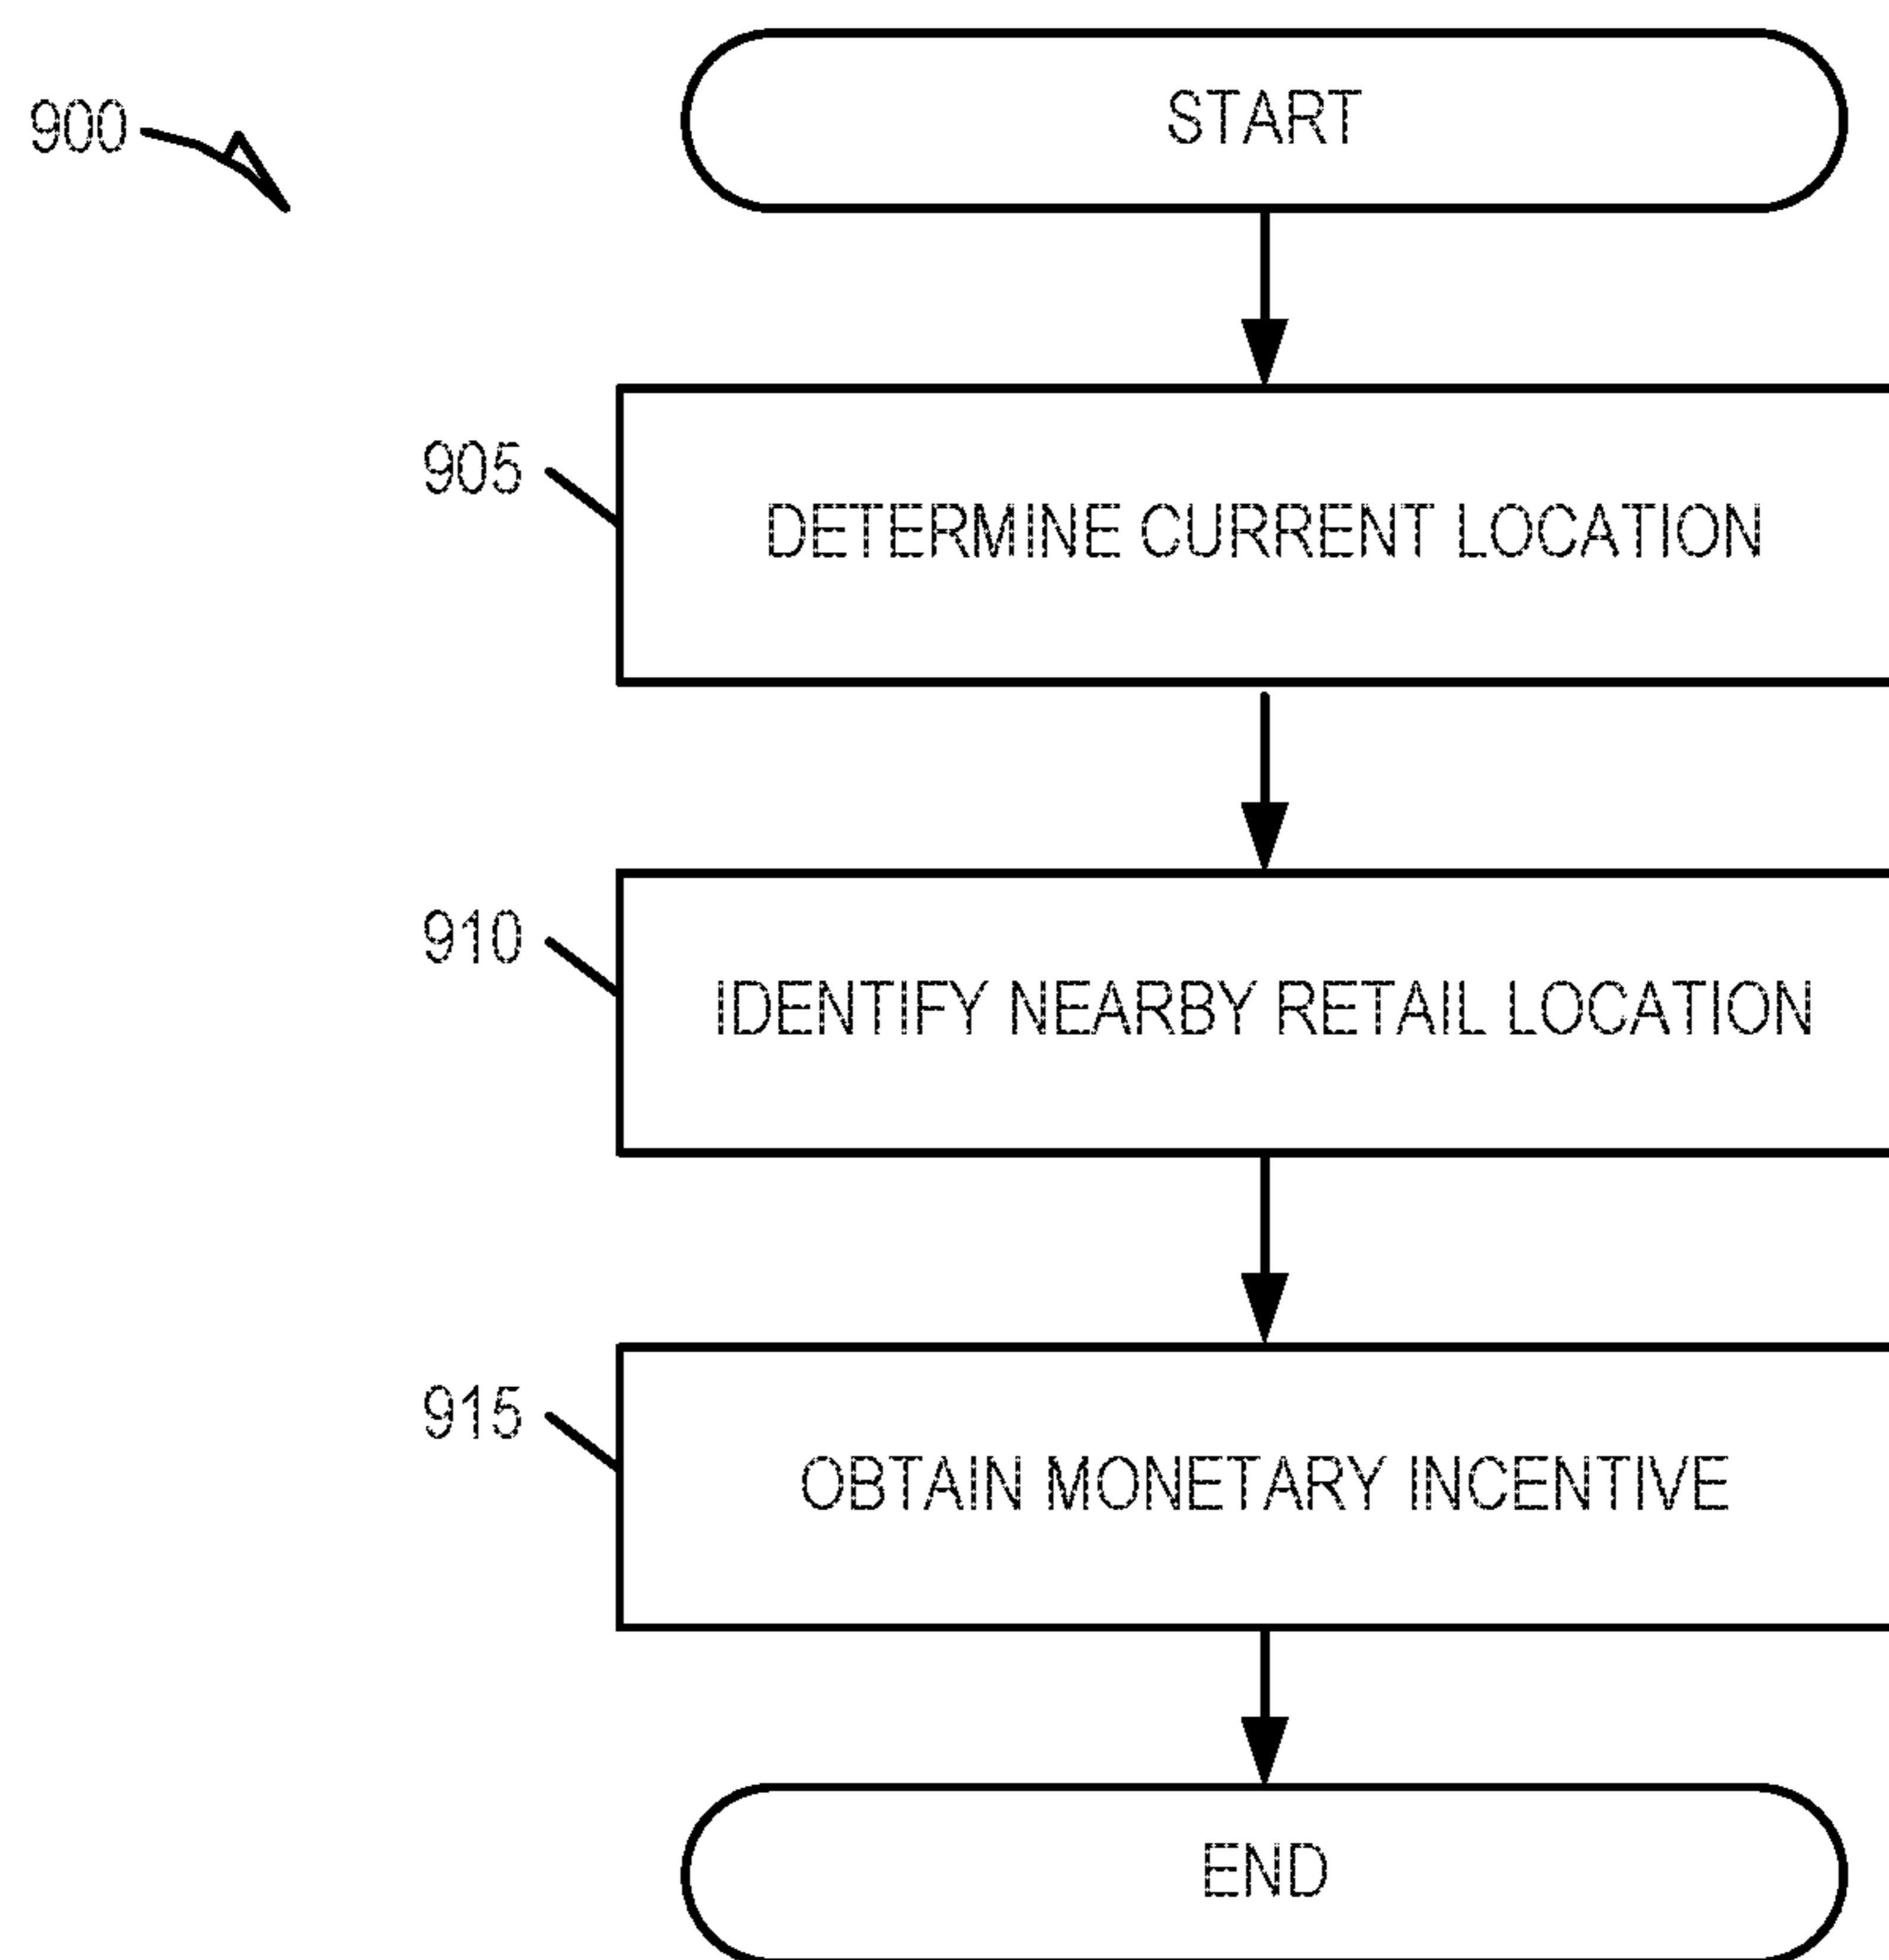 START
900
905
DETERMINE CURRENT LOCATION
910
IDENTIFY NEARBY RETAIL LOCATION
915
OBTAIN MONETARY INCENTIVE
END